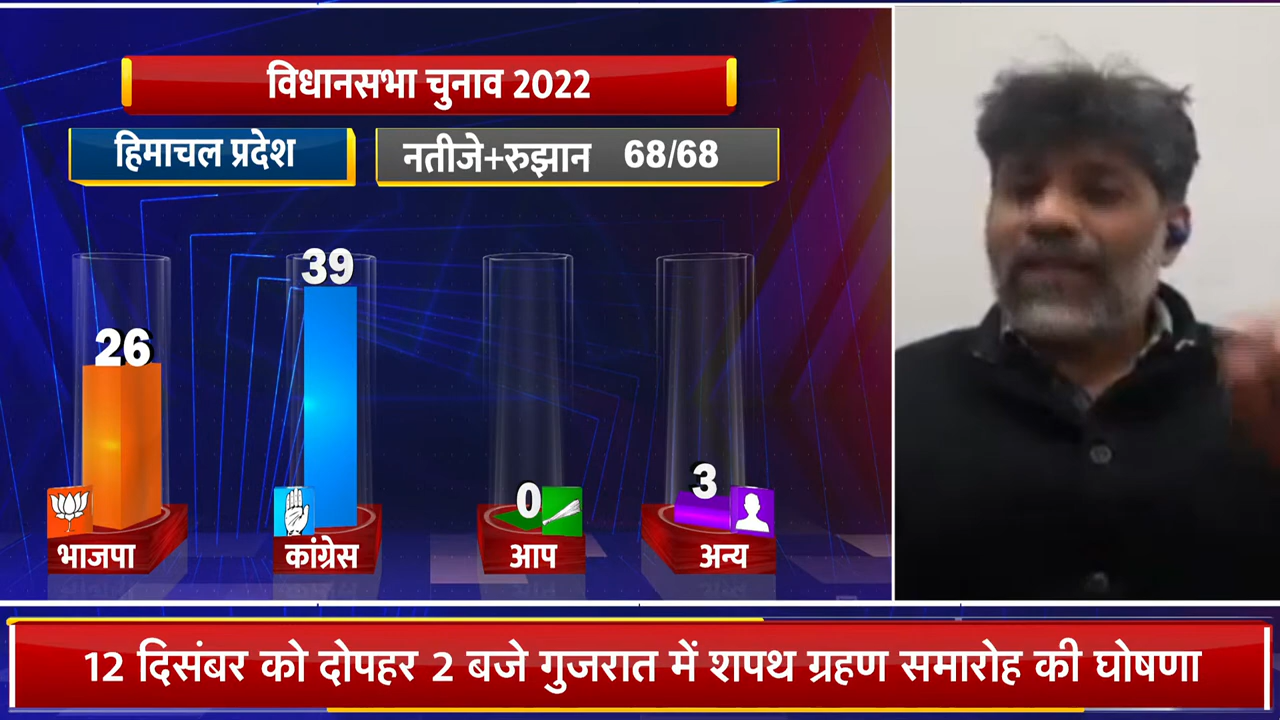 विधानसभा चुनाव 2022
हिमाचल प्रदेश
नतीजे+रुझान 68/68
26
39
0
3
भाजपा
कांग्रेस
आप
अन्य
12 दिसंबर को दोपहर 2 बजे गुजरात में शपथ ग्रहण समारोह की घोषणा